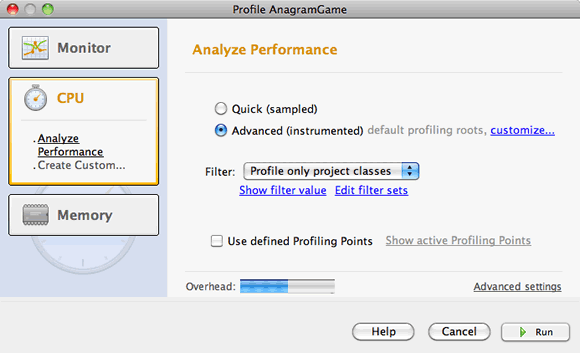 Profile AnagramGame
Monitor
CPU
. Analyze
Performance
. Create Custom...
Memory
Analyze Performance
Quick (sampled)
Advanced (instrumented) default profiling roots, customize...
Filter: Profile only project classes
Show filter value Edit filter sets
Use defined Profiling Points Show active Profiling Points
Overhead: Advanced settings
Help Cancel Run